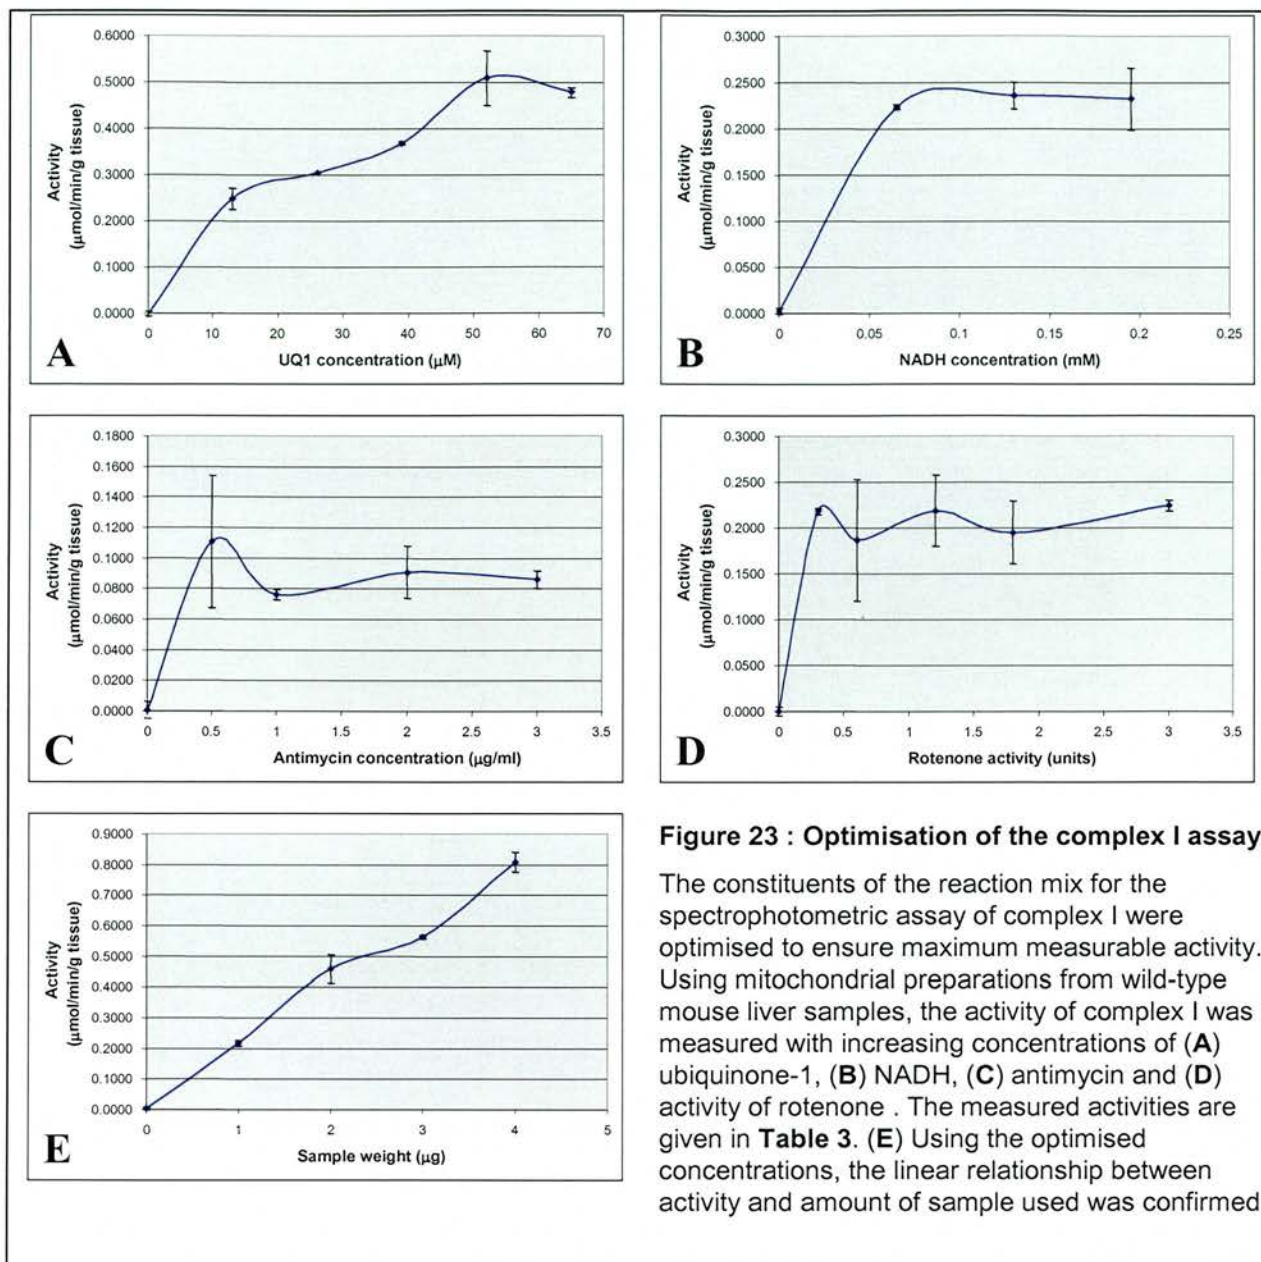 0.6000
0.5000
0.4000
0.3000
0.2000
0.1000
0.0000
Activity
(µmol/min/g tissue)
0 10 20 30 40 50 60 70
UQ1 concentration (µM)
A
0.3000
0.2500
0.2000
0.1500
0.1000
0.0500
0.0000
Activity
(µmol/min/g tissue)
0 0.05 0.1 0.15 0.2 0.25
NADH concentration (mM)
B
0.1800
0.1600
0.1400
0.1200
0.1000
0.0800
0.0600
0.0400
0.0200
0.0000
Activity
(µmol/min/g tissue)
0 0.5 1 1.5 2 2.5 3 3.5
Antimycin concentration (µg/ml)
C
0.3000
0.2500
0.2000
0.1500
0.1000
0.0500
0.0000
Activity
(µmol/min/g tissue)
0 0.5 1 1.5 2 2.5 3 3.5
Rotenone activity (units)
D
0.9000
0.8000
0.7000
0.6000
0.5000
0.4000
0.3000
0.2000
0.1000
0.0000
Activity
(µmol/min/g tissue)
0 1 2 3 4 5
Sample weight (µg)
E
Figure 23 : Optimisation of the complex I assay
The constituents of the reaction mix for the
spectrophotometric assay of complex I were
optimised to ensure maximum measurable activity.
Using mitochondrial preparations from wild-type
mouse liver samples, the activity of complex I was
measured with increasing concentrations of (A)
ubiquinone-1, (B) NADH, (C) antimycin and (D)
activity of rotenone . The measured activities are
given in Table 3. (E) Using the optimised
concentrations, the linear relationship between
activity and amount of sample used was confirmed